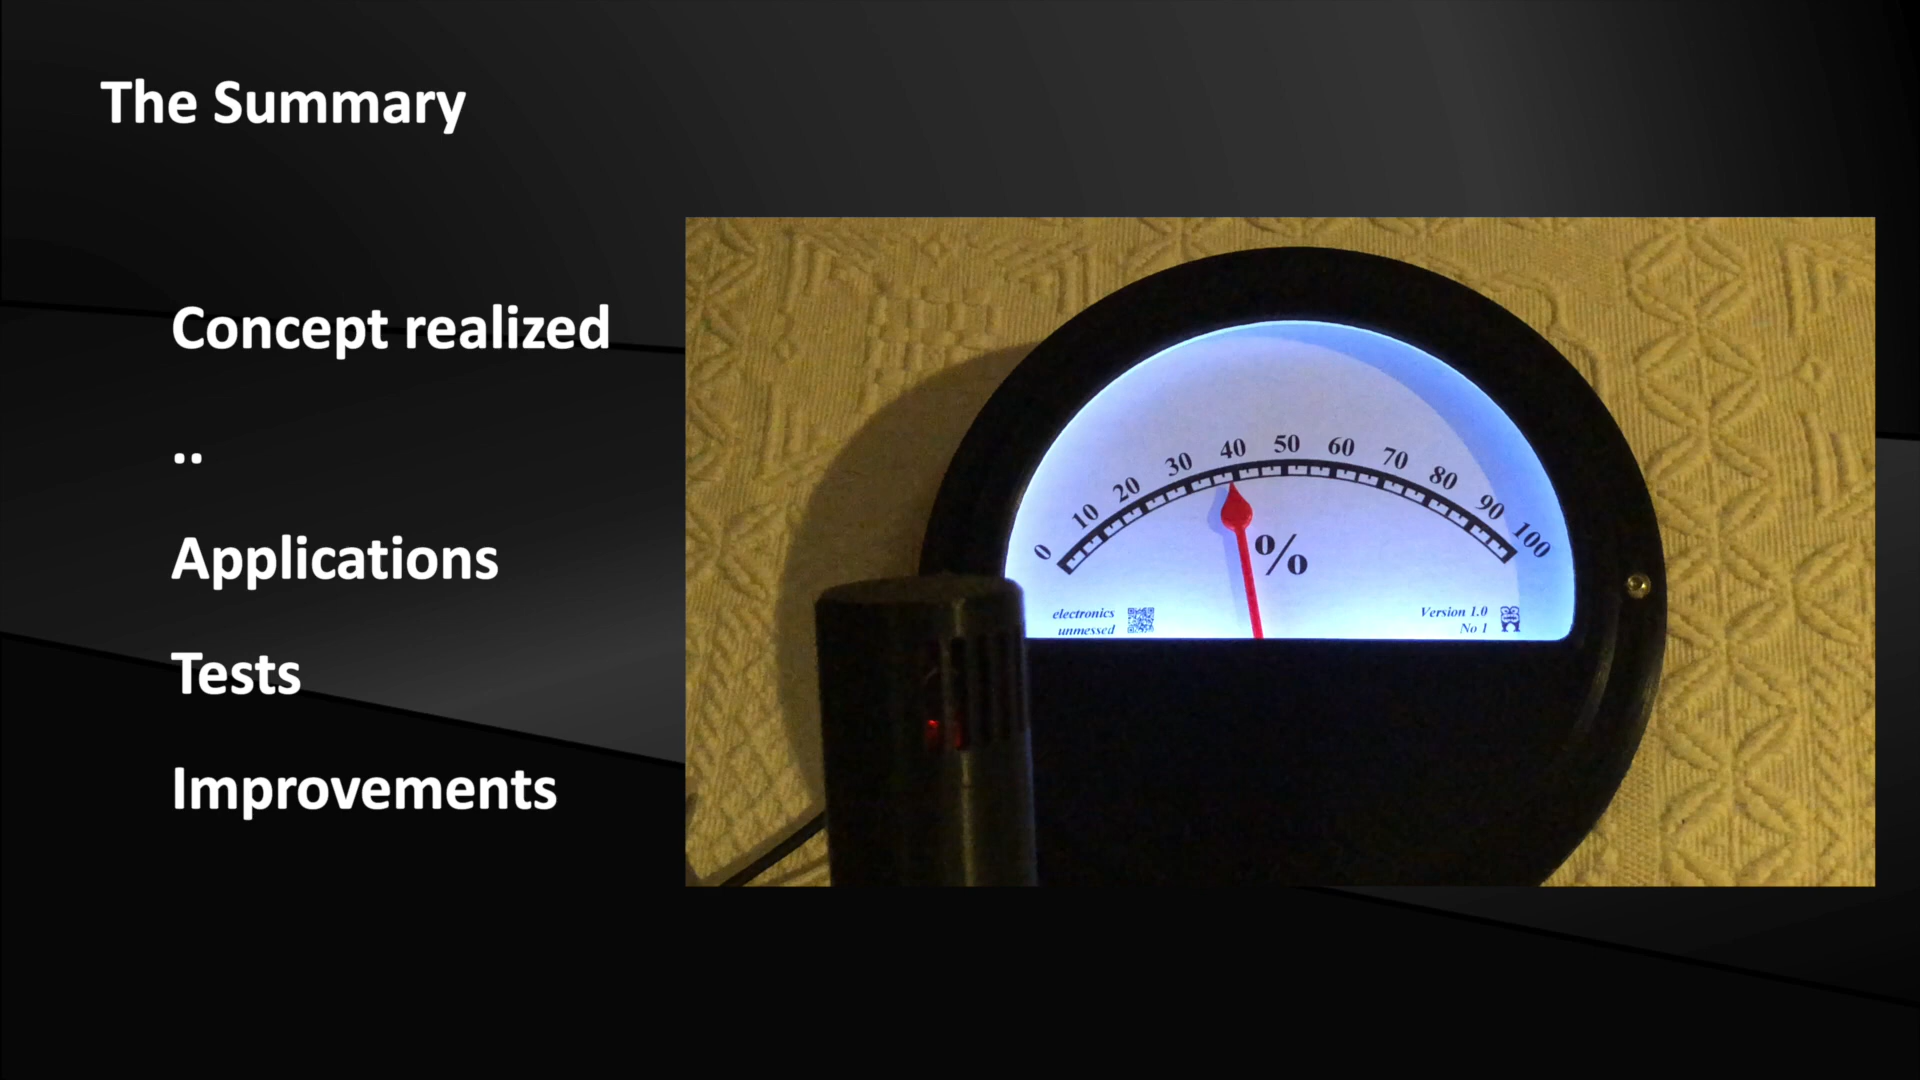 The Summary
Concept realized
..
Applications
Tests
Improvements
0 10 20 30 40 50 60 70 80 90 100
%
electronics
unmessed
Version 1.0
No 1